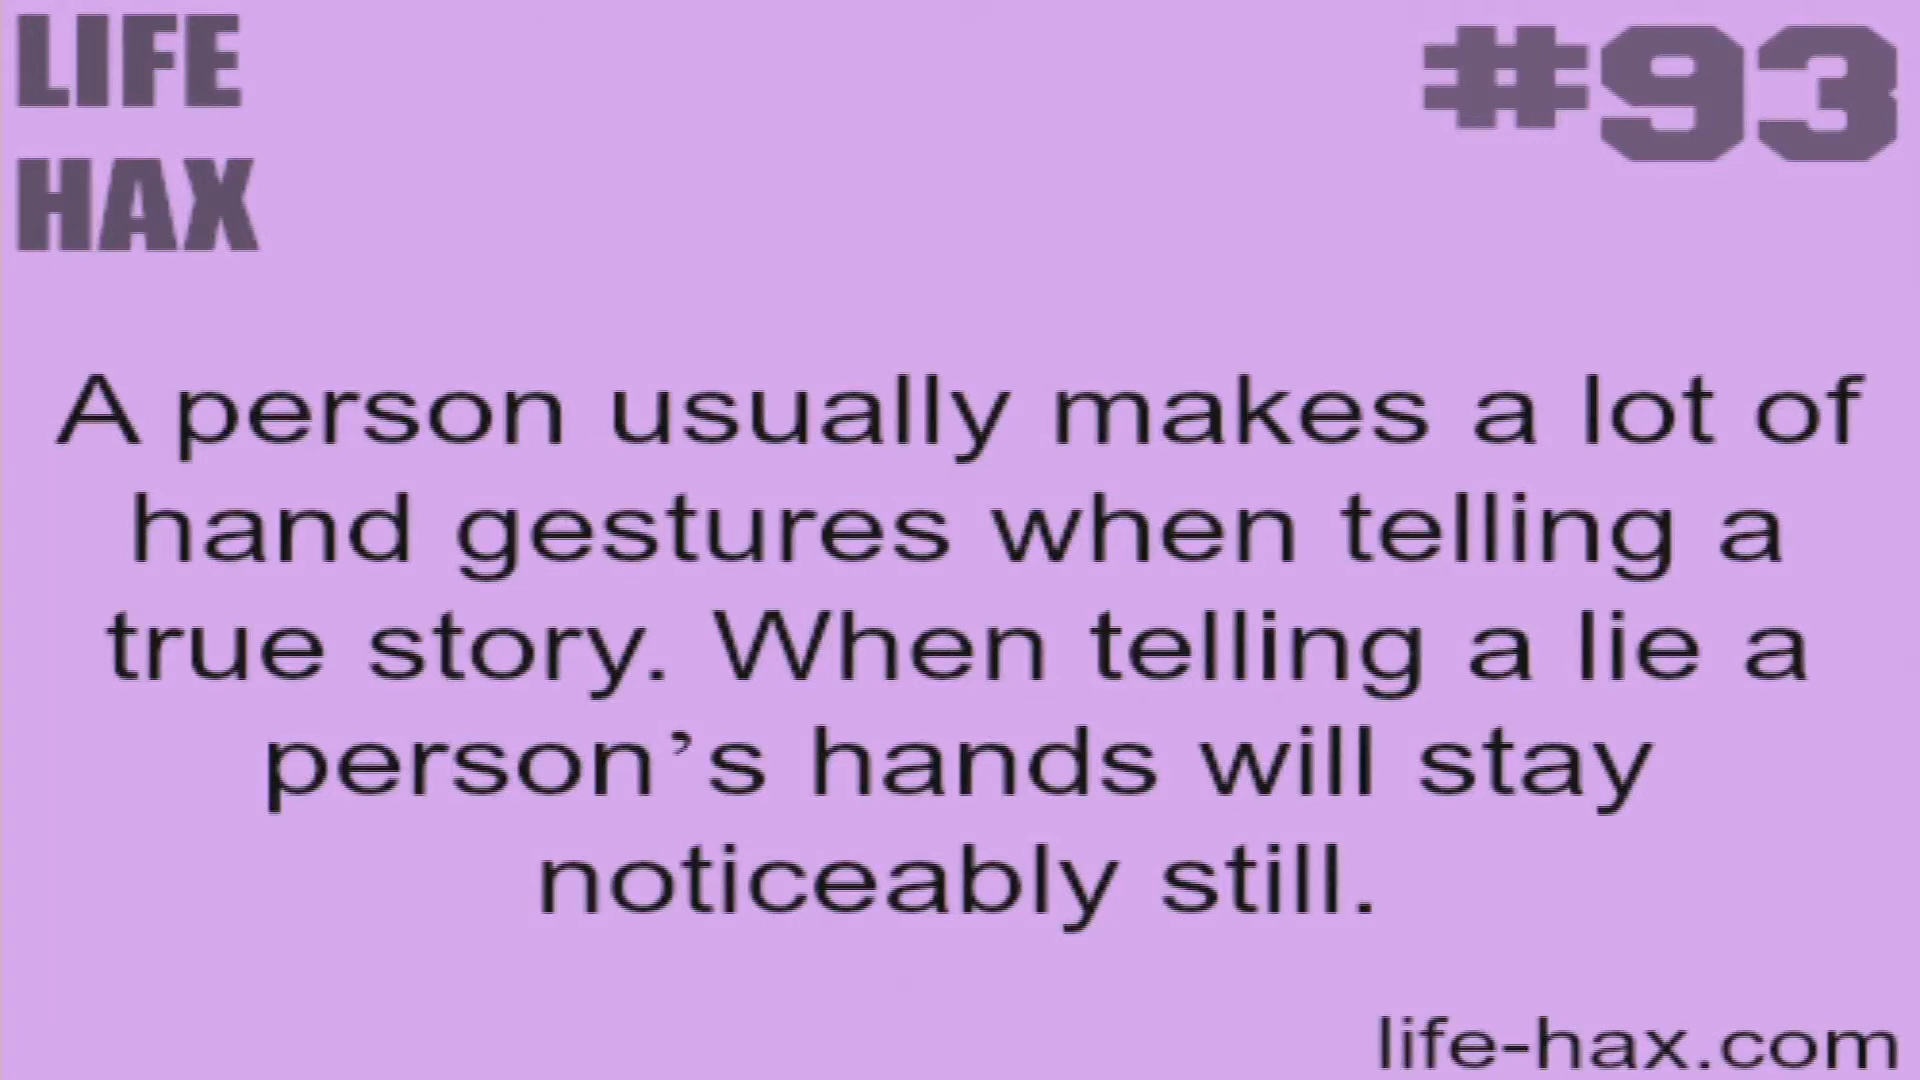 LIFE
HAX
#93
A person usually makes a lot of
hand gestures when telling a
true story. When telling a lie a
person’s hands will stay
noticeably still.
life-hax.com